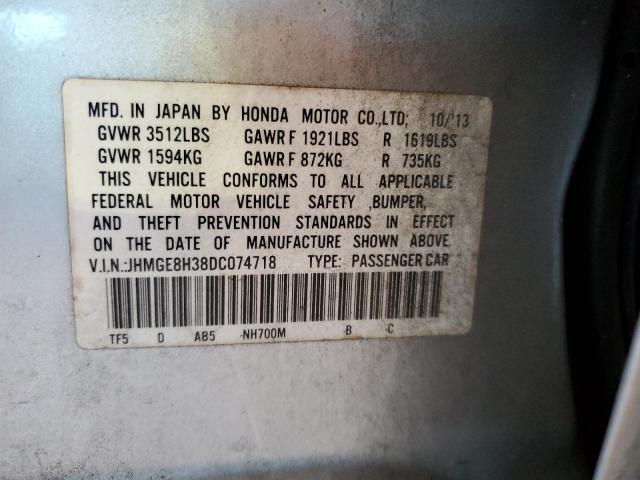 MFD. IN JAPAN BY HONDA MOTOR CO.,LTD; 10/'13
GVWR 3512LBS GAWR F 1921LBS R 1619LBS
GVWR 1594KG GAWR F 872KG R 735KG
THIS VEHICLE CONFORMS TO ALL APPLICABLE
FEDERAL MOTOR VEHICLE SAFETY ,BUMPER,
AND THEFT PREVENTION STANDARDS IN EFFECT
ON THE DATE OF MANUFACTURE SHOWN ABOVE.
V.I.N.:JHMGE8H38DC074718 TYPE: PASSENGER CAR
TF5 D AB5 -NH700M -B -C